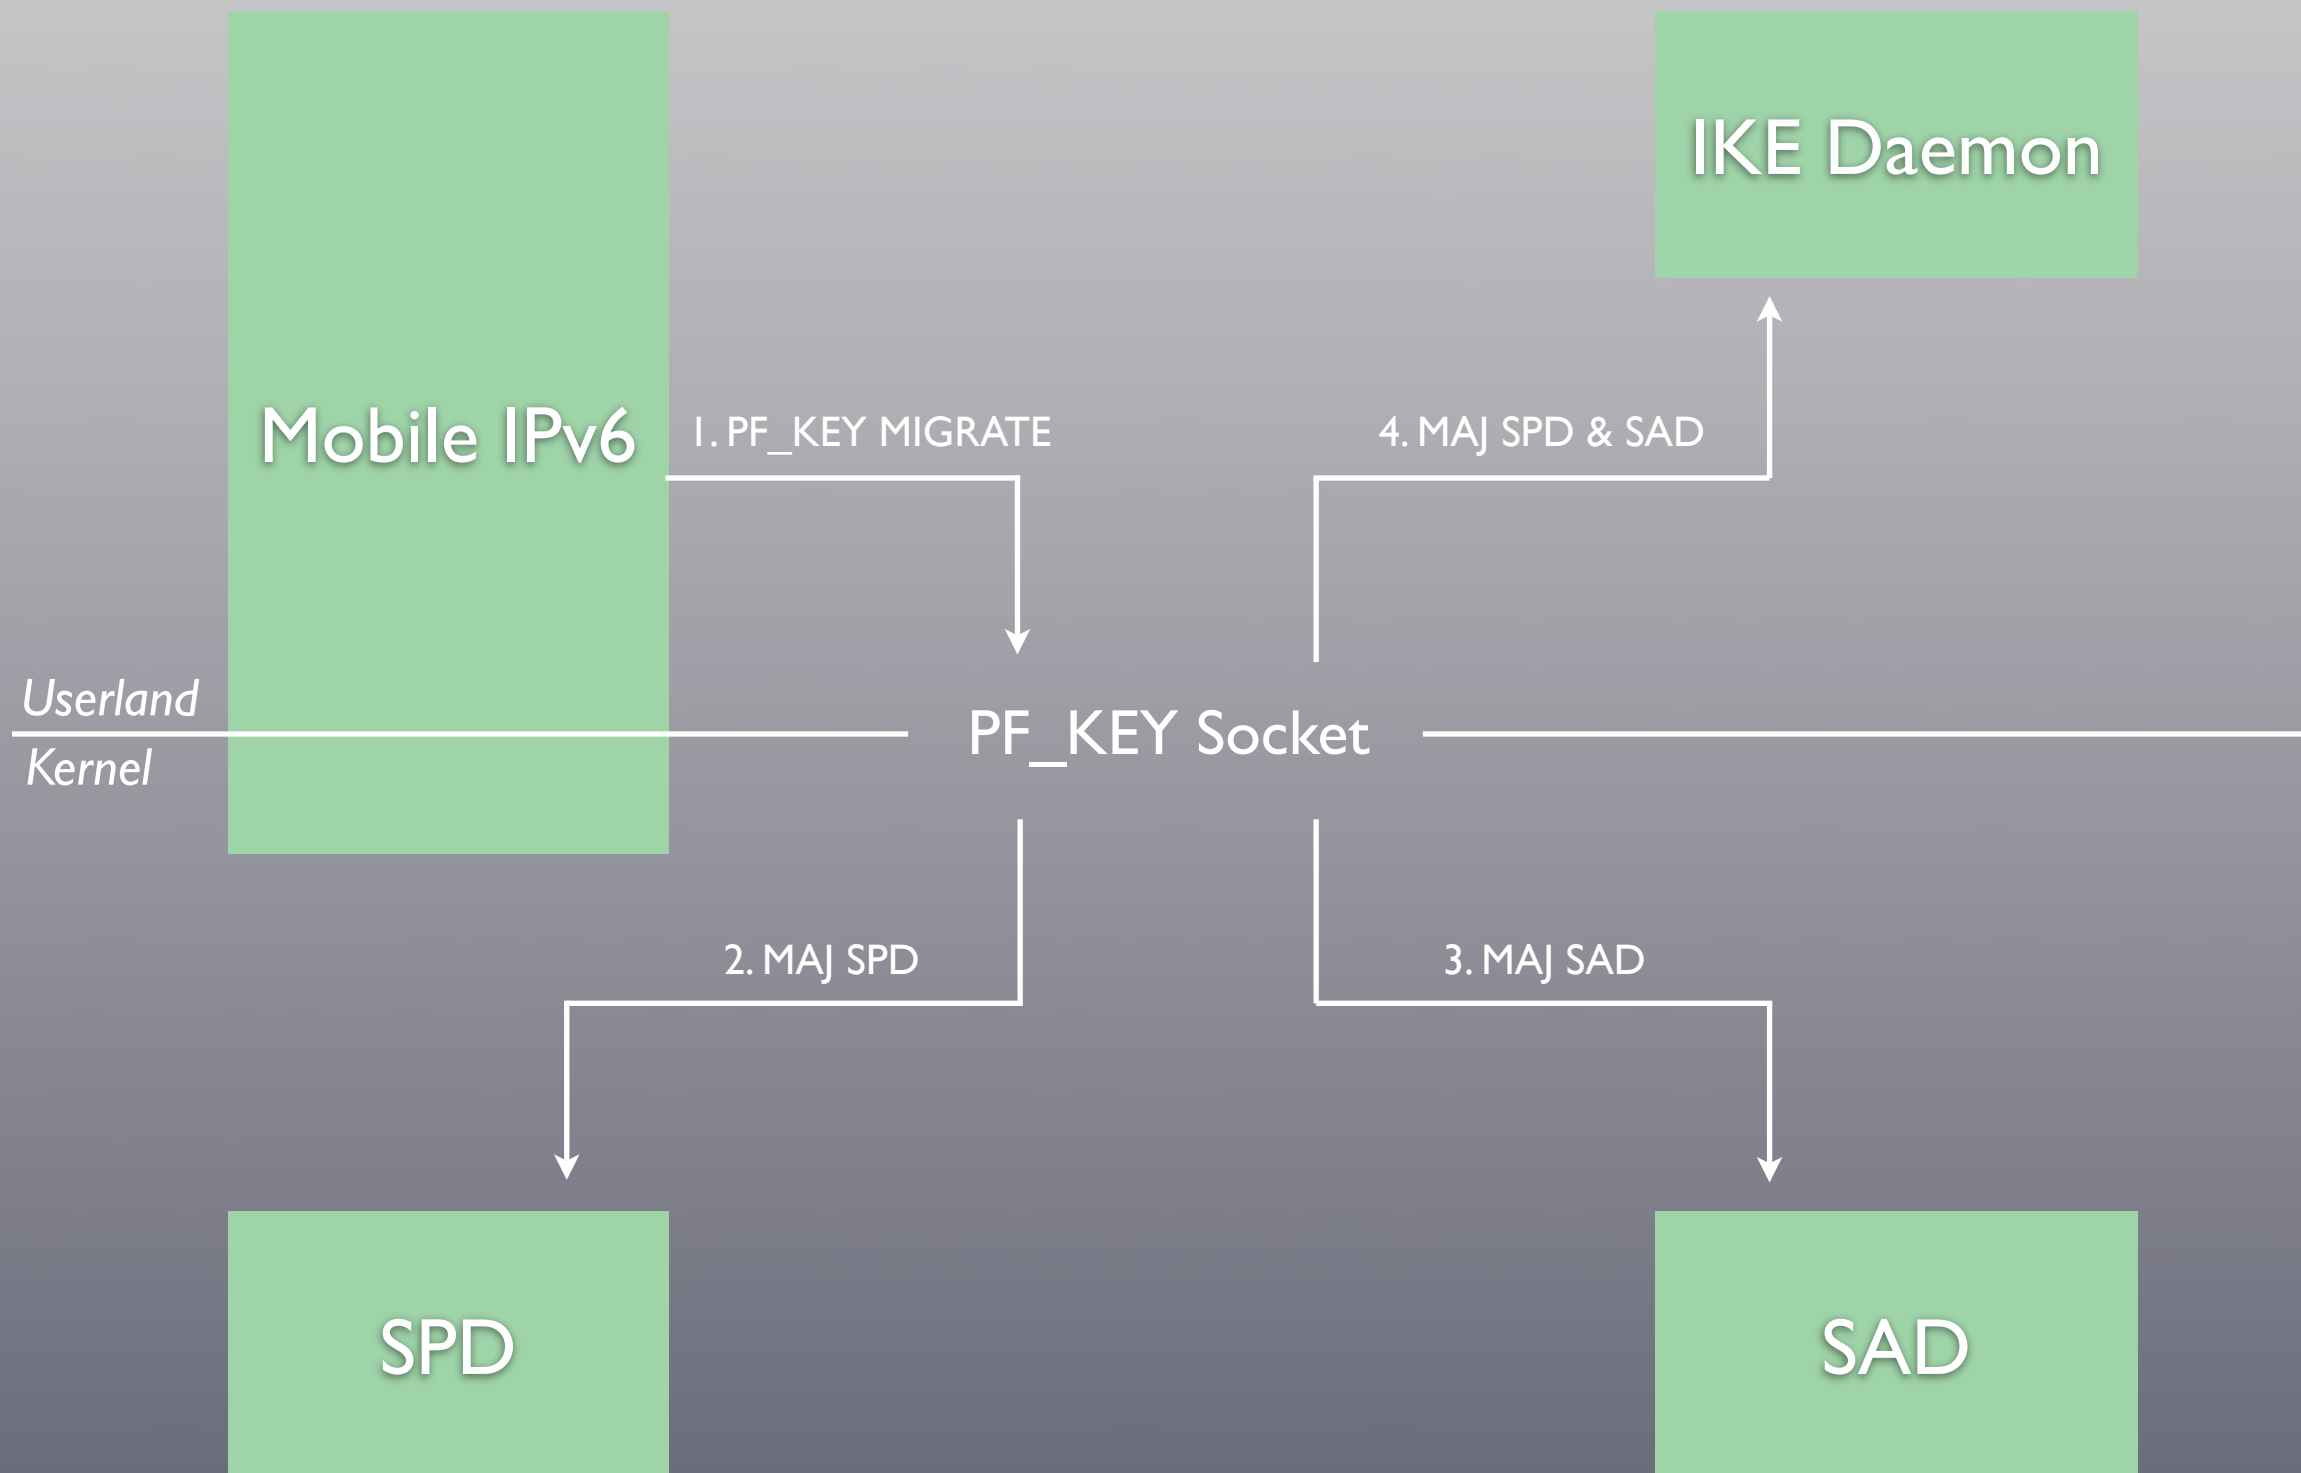 IKE Daemon
Mobile IPv6
1. PF_KEY MIGRATE
4. MAJ SPD & SAD
Userland
PF_KEY Socket
Kernel
2. MAJ SPD
3. MAJ SAD
SPD
SAD